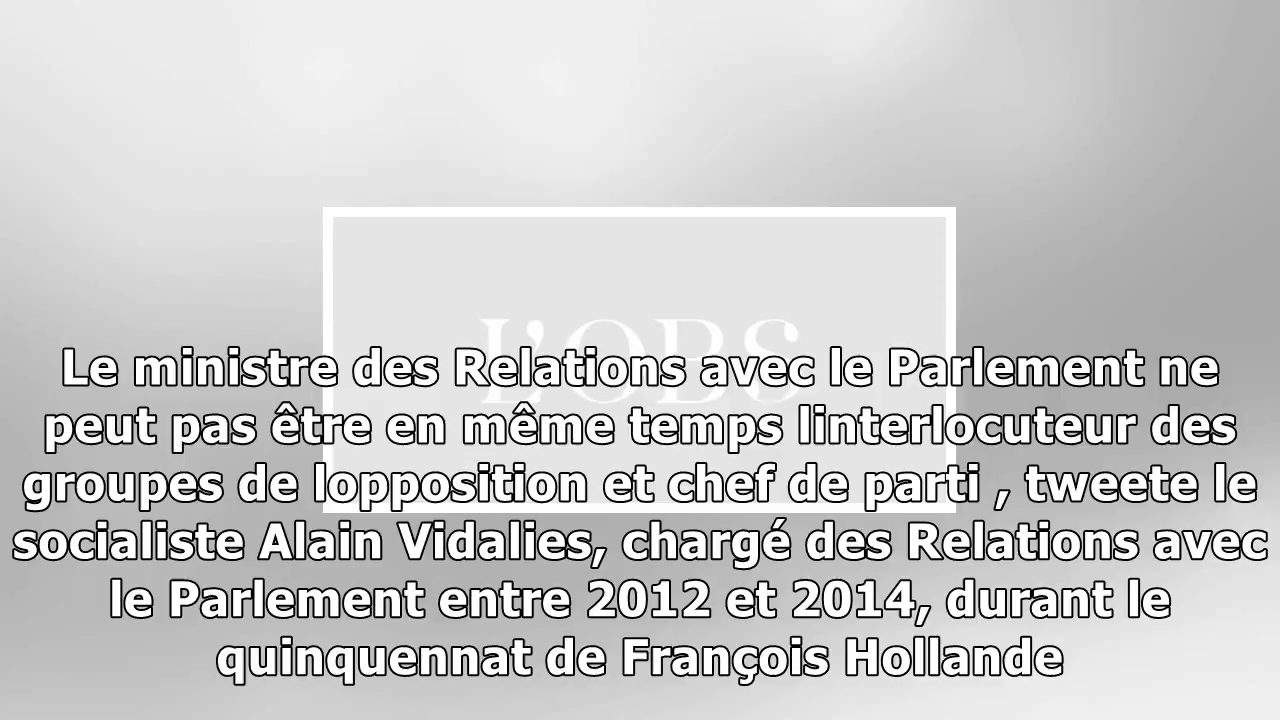 L'OBS
Le ministre des Relations avec le Parlement ne
peut pas être en même temps linterlocuteur des
groupes de lopposition et chef de parti , tweete le
socialiste Alain Vidalies, chargé des Relations avec
le Parlement entre 2012 et 2014, durant le
quinquennat de François Hollande